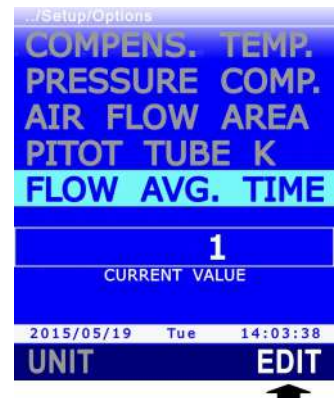 ../Setup/Options
COMPENS. TEMP.
PRESSURE COMP.
AIR FLOW AREA
PITOT TUBE K
FLOW AVG. TIME
1
CURRENT VALUE
2015/05/19 Tue 14:03:38
UNIT EDIT